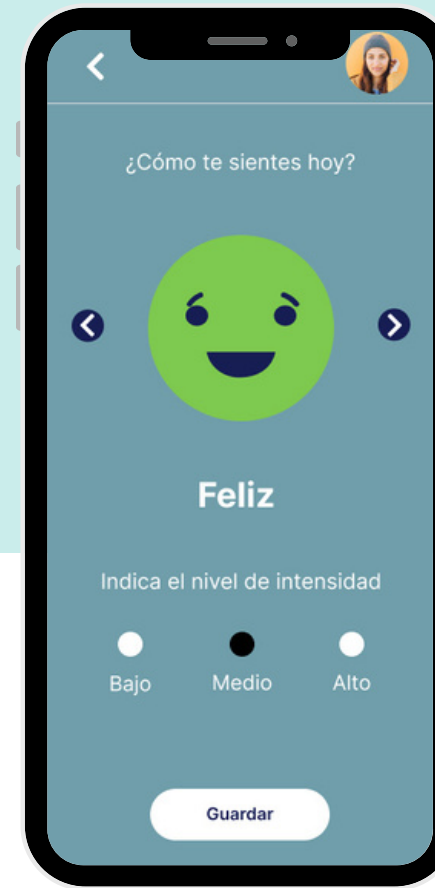 ¿Cómo te sientes hoy?
Feliz
Indica el nivel de intensidad
Bajo Medio Alto
Guardar